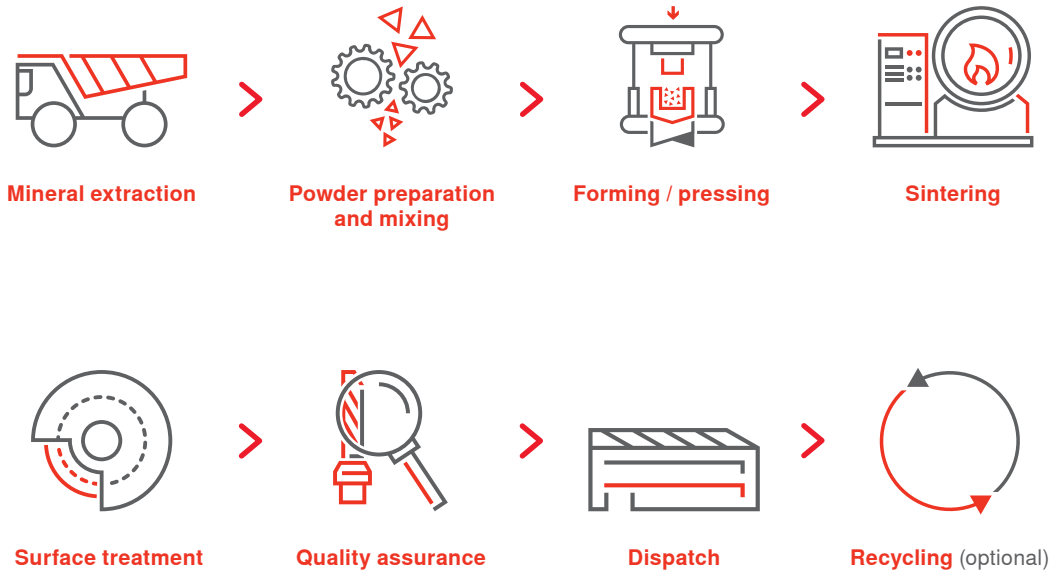 Mineral extraction
Powder preparation
and mixing
Forming / pressing
Sintering
Surface treatment
Quality assurance
Dispatch
Recycling (optional)